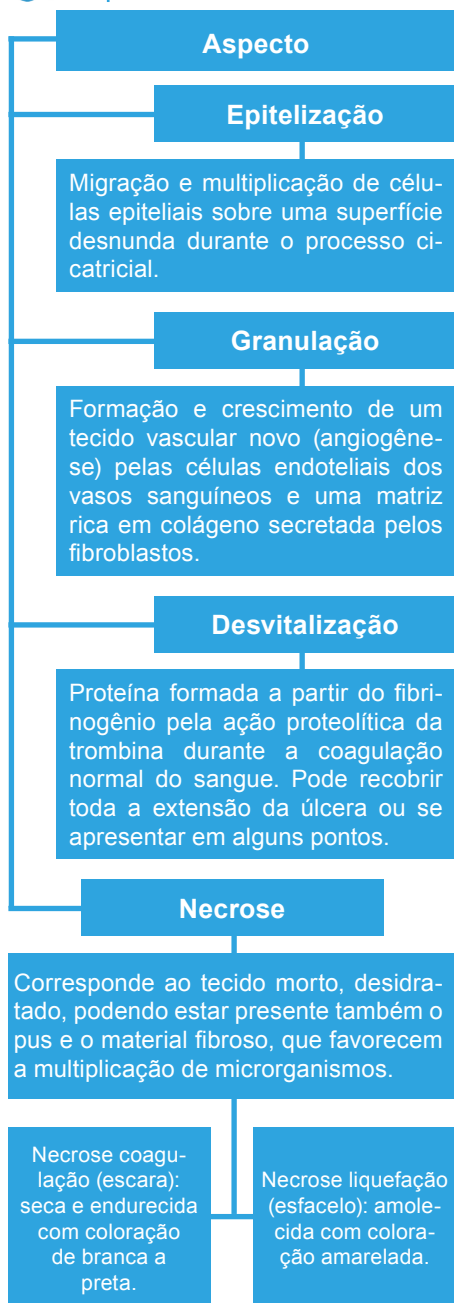 Aspecto
Epitelização
Migração e multiplicação de célu-
las epiteliais sobre uma superfície
desnunda durante o processo ci-
catricial.
Granulação
Formação e crescimento de um
tecido vascular novo (angiogêne-
se) pelas células endoteliais dos
vasos sanguíneos e uma matriz
rica em colágeno secretada pelos
fibroblastos.
Desvitalização
Proteína formada a partir do fibri-
nogênio pela ação proteolítica da
trombina durante a coagulação
normal do sangue. Pode recobrir
toda a extensão da úlcera ou se
apresentar em alguns pontos.
Necrose
Corresponde ao tecido morto, desidra-
tado, podendo estar presente também o
pus e o material fibroso, que favorecem
a multiplicação de microrganismos.
Necrose coagu-
lação (escara):
seca e endurecida
com coloração
de branca a
preta.
Necrose liquefação
(esfacelo): amole-
cida com colora-
ção amarelada.